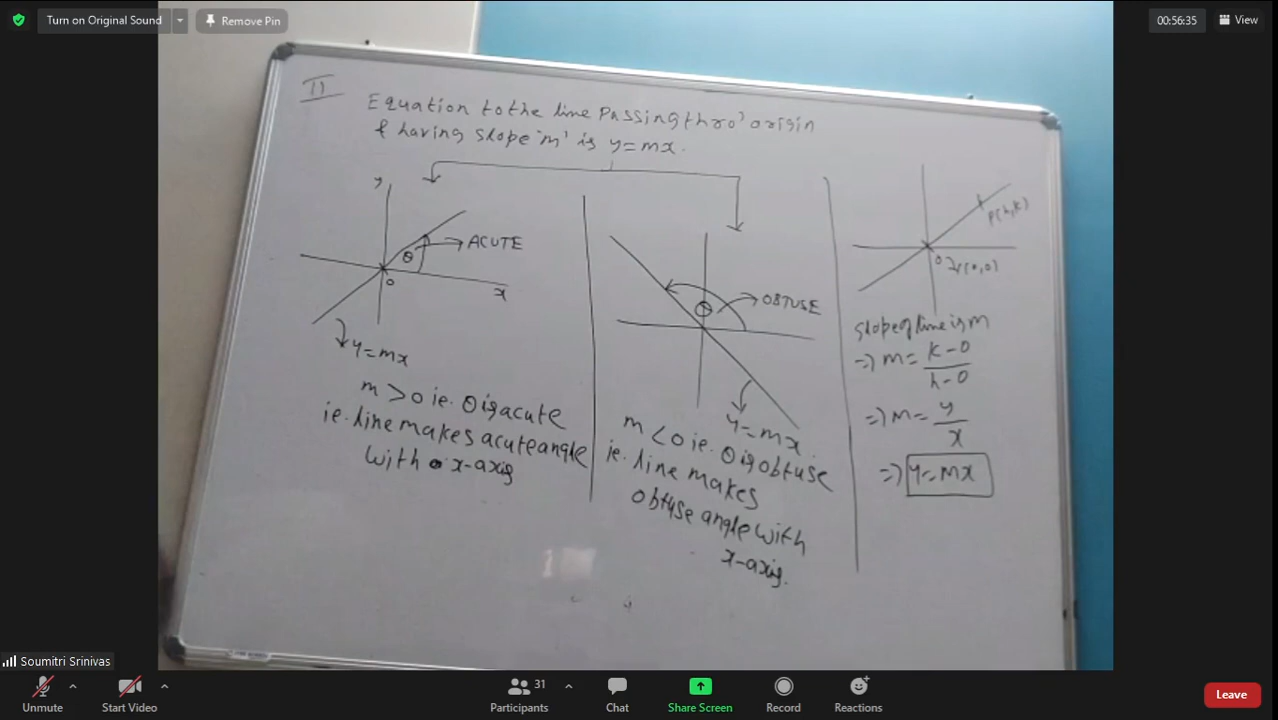 Turn on Original Sound
Remove Pin
00:56:35
View
II
Equation to the line passing thro' origin
& having slope 'm' is y=mx.
y
θ
ACUTE
o
x
y=mx
m>0 ie. θ is acute
ie. line makes acute angle
with x-axis
θ
OBTUSE
y=mx.
m<0 ie. θ is obtuse
ie. line makes
obtuse angle with
x-axis.
P(h,k)
O
(0,0)
slope of line is m
=> m= k-0
h-0
=> m= y
x
=> y=mx
Soumitri Srinivas
Unmute
Start Video
31
Participants
Chat
Share Screen
Record
Reactions
Leave